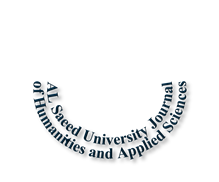 AL Saeed University Journal
of Humanities and Applied Sciences